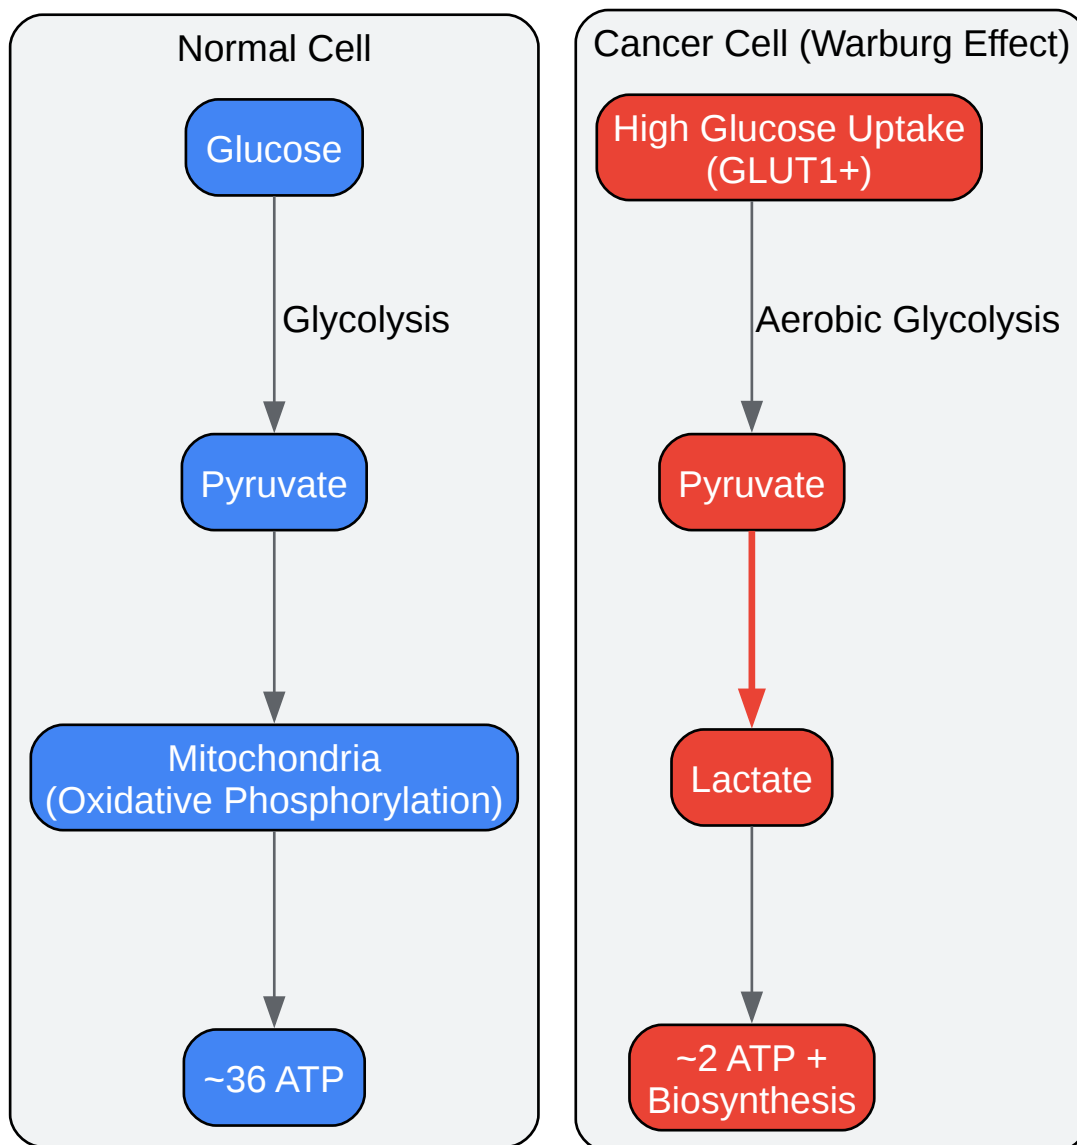 Normal Cell
Glucose
Glycolysis
Pyruvate
Mitochondria
(Oxidative Phosphorylation)
~36 ATP
Cancer Cell (Warburg Effect)
High Glucose Uptake
(GLUT1+)
Aerobic Glycolysis
Pyruvate
Lactate
~2 ATP +
Biosynthesis